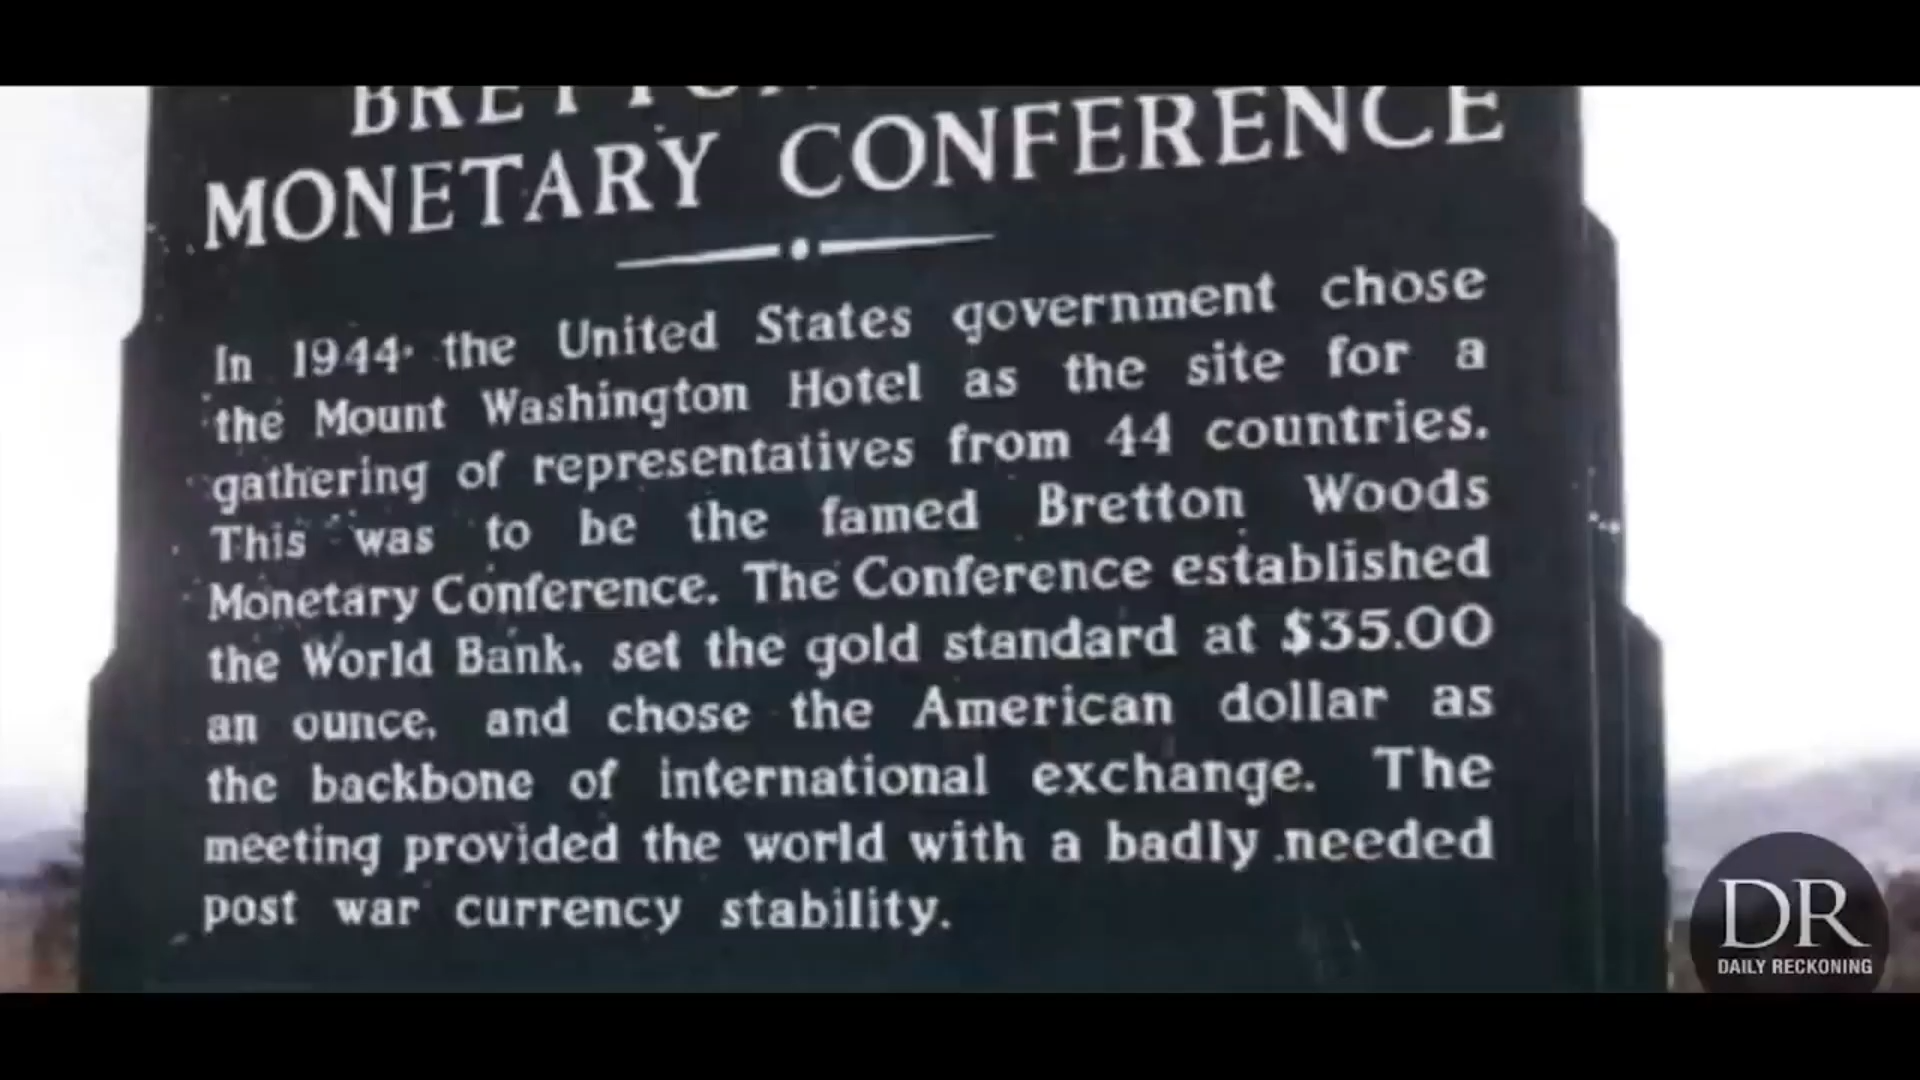 MONETARY CONFERENCE
In 1944 the United States government chose
the Mount Washington Hotel as the site for a
gathering of representatives from 44 countries.
This was to be the famed Bretton Woods
Monetary Conference. The Conference established
the World Bank, set the gold standard at $35.00
an ounce, and chose the American dollar as
the backbone of international exchange. The
meeting provided the world with a badly needed
post war currency stability.
DR
DAILY RECKONING